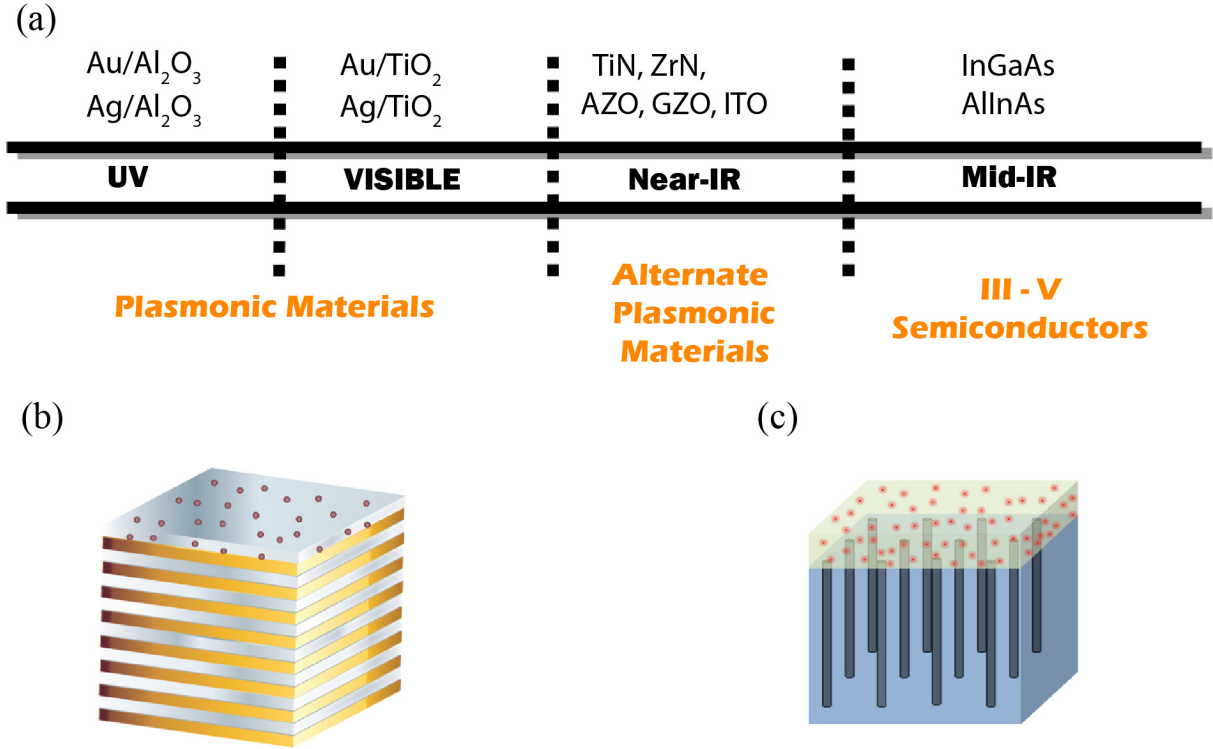 (a)
Au/Al₂O₃ Au/TiO₂ TiN, ZrN, InGaAs
Ag/Al₂O₃ Ag/TiO₂ AZO, GZO, ITO AlInAs
UV VISIBLE Near-IR Mid-IR
Plasmonic Materials
Alternate
Plasmonic
Materials
III - V
Semiconductors
(b)
(c)